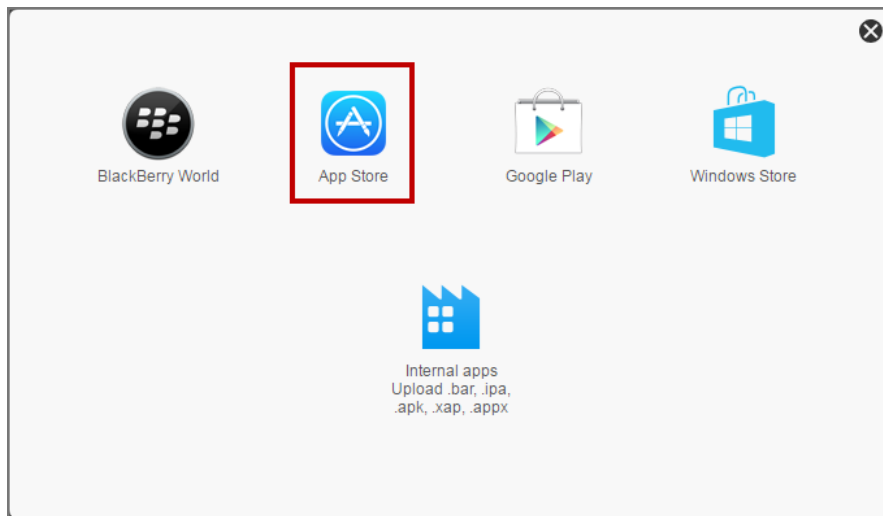 BlackBerry World
App Store
Google Play
Windows Store
Internal apps
Upload .bar, .ipa,
.apk, .xap, .appx